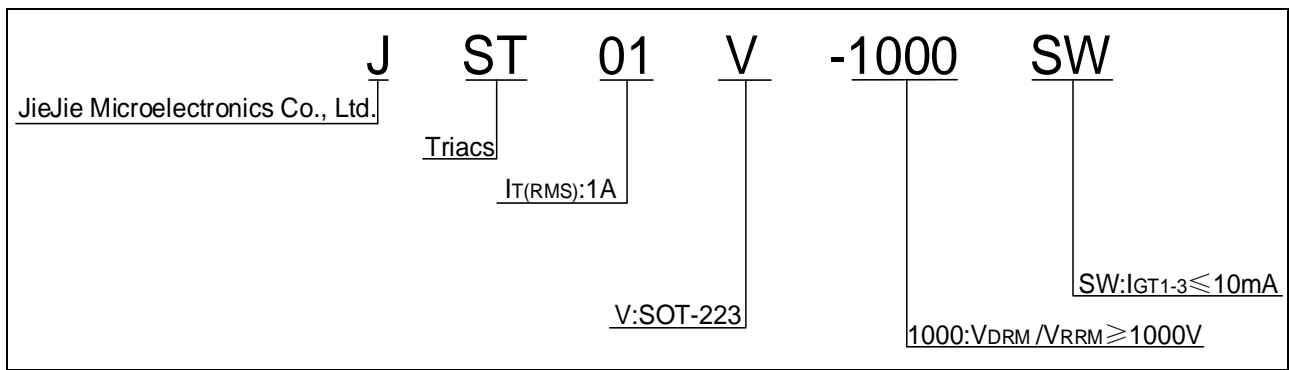 J ST 01 V -1000 SW
JieJie Microelectronics Co., Ltd.
Triacs
IT(RMS):1A
SW:IGT1-3≤10mA
V:SOT-223
1000:VDRM /VRRM≥1000V